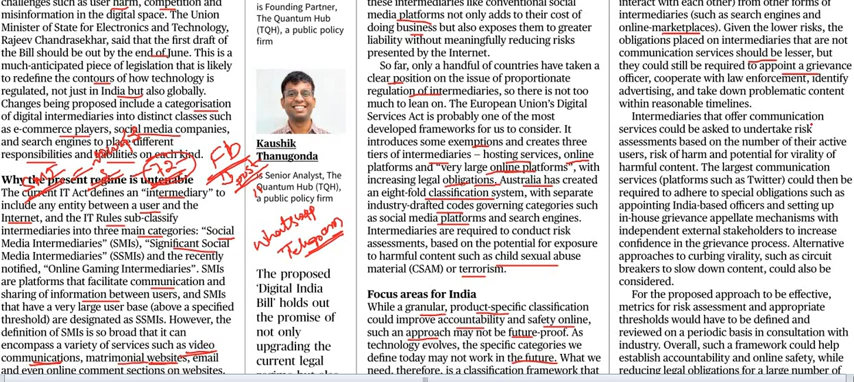 challenges such as user harm, competition and
misinformation in the digital space. The Union
Minister of State for Electronics and Technology,
Rajeev Chandrasekhar, said that the first draft
of the Bill should be out by the end of June. This is
a much-anticipated piece of legislation that is likely
to redefine the contours of how technology is
regulated, not just in India but also globally.
Changes being proposed include a categorisation
of digital intermediaries into distinct classes such
as e-commerce players, social media companies,
and search engines to place different
responsibilities and liabilities on each kind.
Why the present regime is untenable
The current IT Act defines an "intermediary" to
include any entity between a user and the
Internet, and the IT Rules sub-classify
intermediaries into three main categories: "Social
Media Intermediaries" (SMIs), "Significant Social
Media Intermediaries" (SSMIs) and the recently
notified, "Online Gaming Intermediaries". SMIs
are platforms that facilitate communication and
sharing of information between users, and SMIs
that have a very large user base (above a specified
threshold) are designated as SSMIs. However, the
definition of SMIs is so broad that it can
encompass a variety of services such as video
communications, matrimonial websites, email
and even online comment sections on websites.
is Founding Partner,
The Quantum Hub
(TQH), a public policy
firm
Kaushik
Thanugonda
is Senior Analyst, The
Quantum Hub (TQH),
a public policy firm
FB
Whatsapp
Telegram
The proposed
'Digital India
Bill' holds out
the promise of
not only
upgrading the
current legal
regime but also
these intermediaries like conventional social
media platforms not only adds to their cost of
doing business but also exposes them to greater
liability without meaningfully reducing risks
presented by the Internet.
So far, only a handful of countries have taken a
clear position on the issue of proportionate
regulation of intermediaries, so there is not too
much to lean on. The European Union's Digital
Services Act is probably one of the most
developed frameworks for us to consider. It
introduces some exemptions and creates three
tiers of intermediaries — hosting services, online
platforms and "very large online platforms", with
increasing legal obligations. Australia has created
an eight-fold classification system, with separate
industry-drafted codes governing categories such
as social media platforms and search engines.
Intermediaries are required to conduct risk
assessments, based on the potential for exposure
to harmful content such as child sexual abuse
material (CSAM) or terrorism.
Focus areas for India
While a granular, product-specific classification
could improve accountability and safety online,
such an approach may not be future-proof. As
technology evolves, the specific categories we
define today may not work in the future. What we
need, therefore, is a classification framework that
interact with each other) from other forms of
intermediaries (such as search engines and
online-marketplaces). Given the lower risks, the
obligations placed on intermediaries that are not
communication services should be lesser, but
they could still be required to appoint a grievance
officer, cooperate with law enforcement, identify
advertising, and take down problematic content
within reasonable timelines.
Intermediaries that offer communication
services could be asked to undertake risk
assessments based on the number of their active
users, risk of harm and potential for virality of
harmful content. The largest communication
services (platforms such as Twitter) could then be
required to adhere to special obligations such as
appointing India-based officers and setting up
in-house grievance appellate mechanisms with
independent external stakeholders to increase
confidence in the grievance process. Alternative
approaches to curbing virality, such as circuit
breakers to slow down content, could also be
considered.
For the proposed approach to be effective,
metrics for risk assessment and appropriate
thresholds would have to be defined and
reviewed on a periodic basis in consultation with
industry. Overall, such a framework could help
establish accountability and online safety, while
reducing legal obligations for a large number of